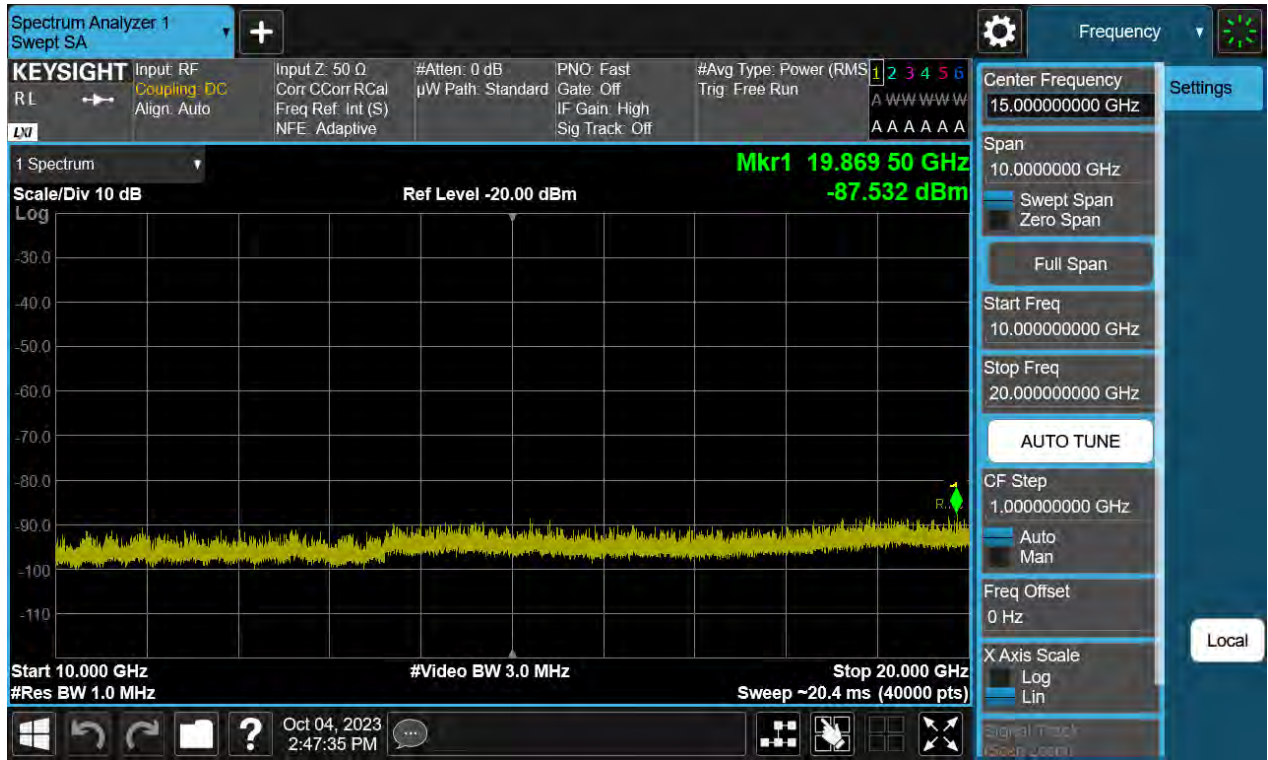 Spectrum Analyzer 1
Swept SA
Frequency
KEYSIGHT
RL
LXI
Input: RF
Coupling: DC
Align: Auto
Input Z: 50 Ω
Corr CCorr RCal
Freq Ref: Int (S)
NFE: Adaptive
#Atten: 0 dB
µW Path: Standard
PNO: Fast
Gate: Off
IF Gain: High
Sig Track: Off
#Avg Type: Power (RMS
Trig: Free Run
1 2 3 4 5 6
A W W W W W
A A A A A A
1 Spectrum
Mkr1 19.869 50 GHz
Scale/Div 10 dB
Ref Level -20.00 dBm
-87.532 dBm
Log
-30.0
-40.0
-50.0
-60.0
-70.0
-80.0
-90.0
-100
-110
1
Start 10.000 GHz
#Video BW 3.0 MHz
Stop 20.000 GHz
#Res BW 1.0 MHz
Sweep ~20.4 ms (40000 pts)
Oct 04, 2023
2:47:35 PM
Center Frequency
15.000000000 GHz
Settings
Span
10.0000000 GHz
Swept Span
Zero Span
Full Span
Start Freq
10.000000000 GHz
Stop Freq
20.000000000 GHz
AUTO TUNE
CF Step
1.000000000 GHz
Auto
Man
Freq Offset
0 Hz
X Axis Scale
Log
Lin
Signal Track
(Span Zoom)
Local